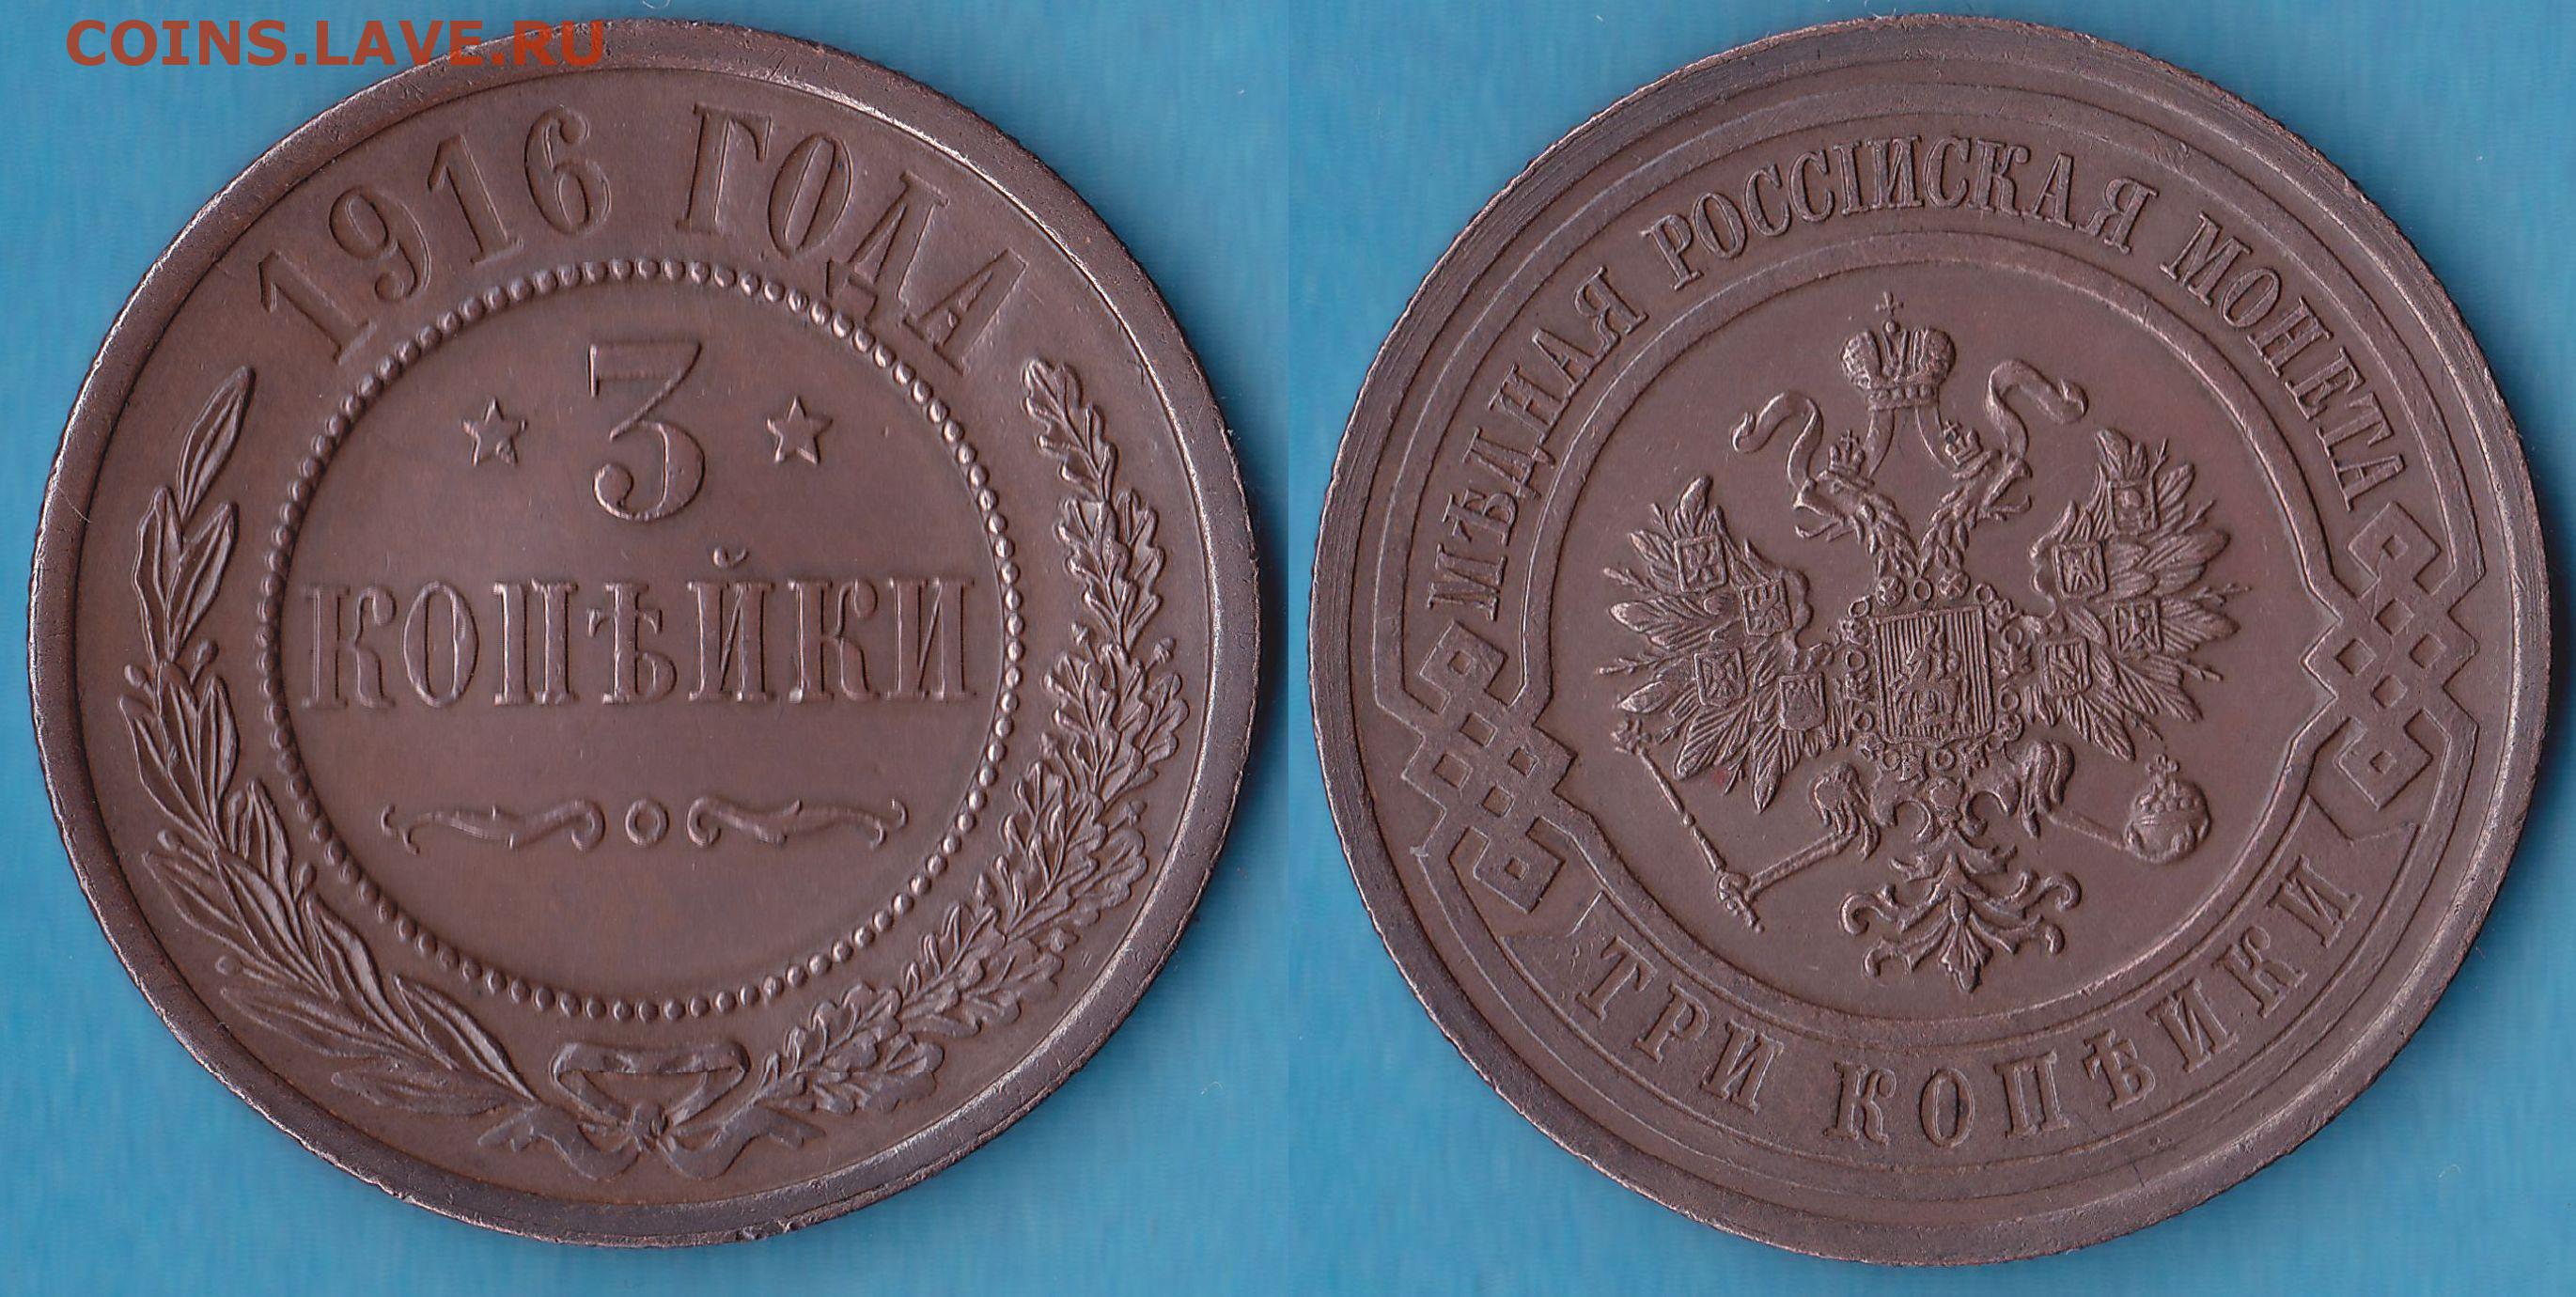 COINS.LAVE.RU
1916 ГОДА
3
КОПѢЙКИ
МѢДНАЯ РОССIЙСКАЯ МОНЕТА
ТРИ КОПѢЙКИ